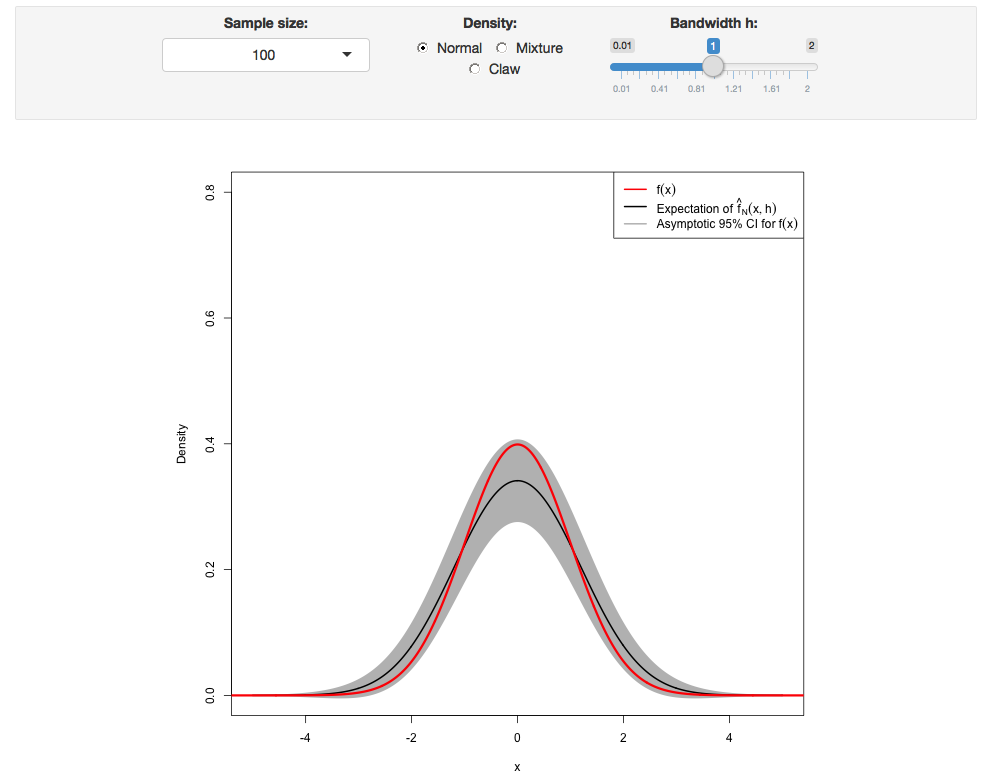 Sample size:
100
Density:
Normal
Mixture
Claw
Bandwidth h:
0.01
1
2
0.01 0.41 0.81 1.21 1.61 2
f(x)
Expectation of f̂N(x, h)
Asymptotic 95% CI for f(x)
0.8
0.6
0.4
0.2
0.0
Density
-4 -2 0 2 4
x